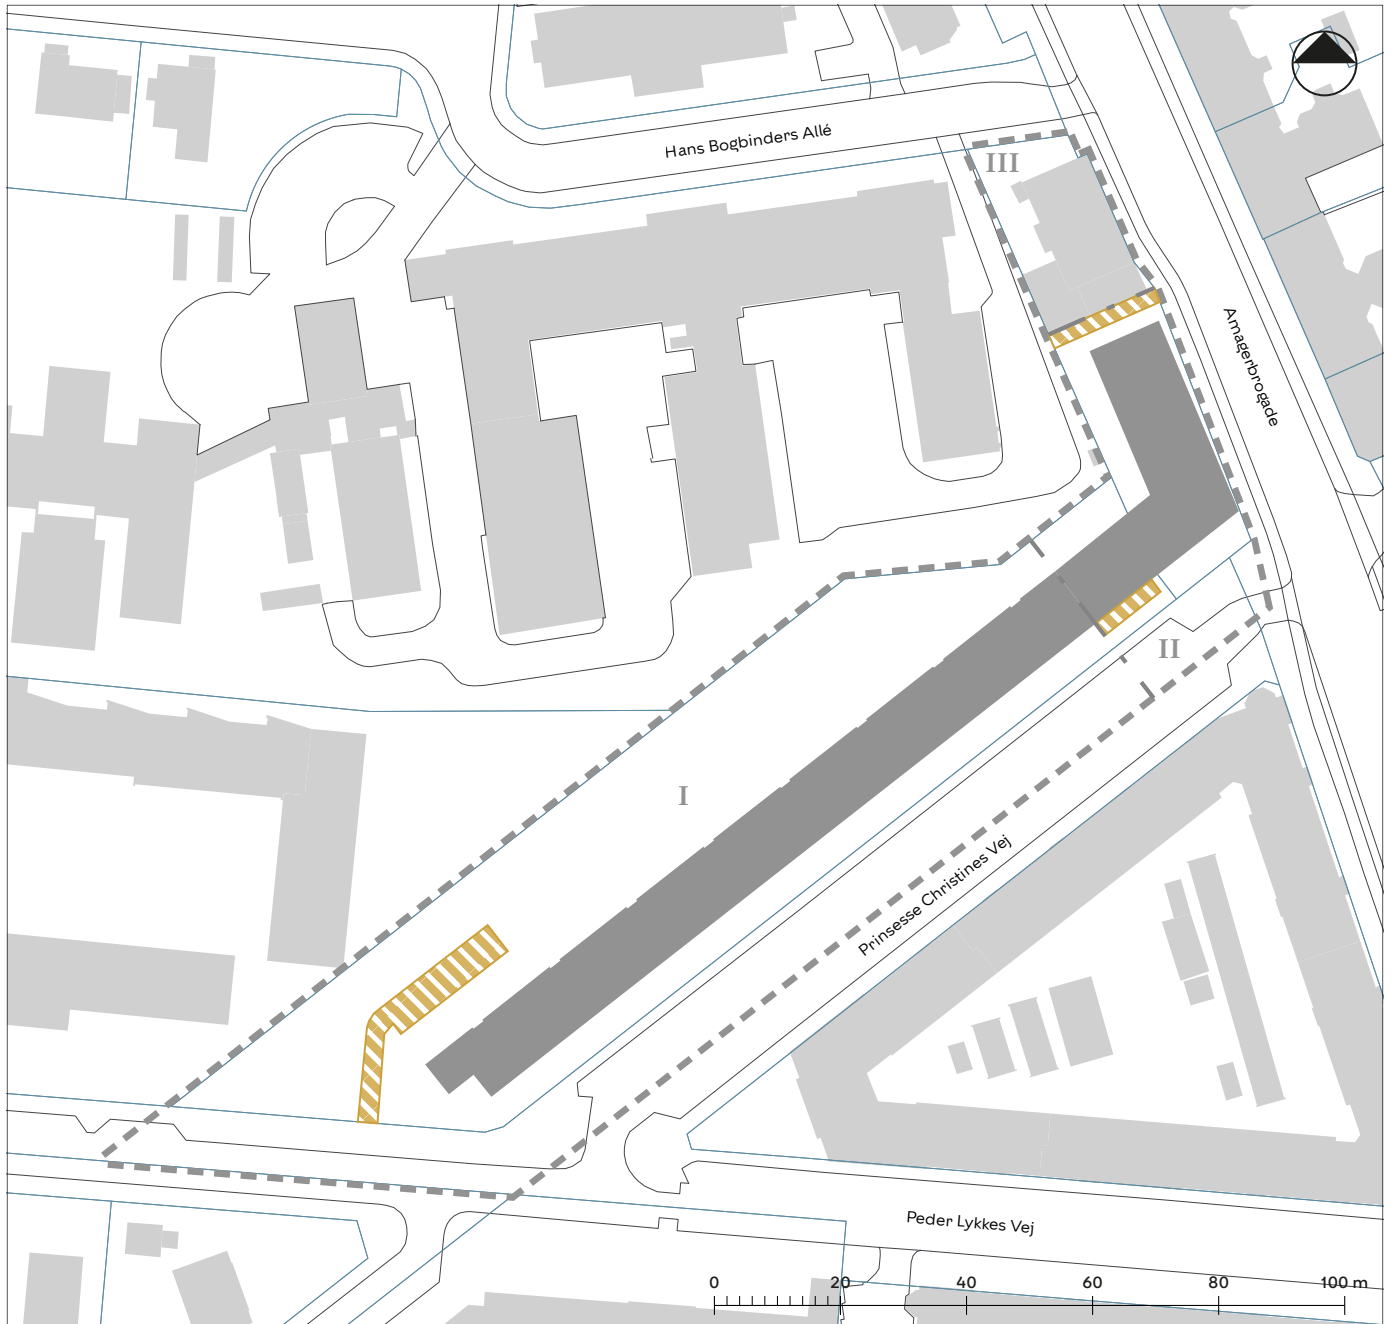 Hans Bogbinders Allé
III
Amagerbrogade
II
I
Prinsesse Christines Vej
Peder Lykkes Vej
0 20 40 60 80 100 m